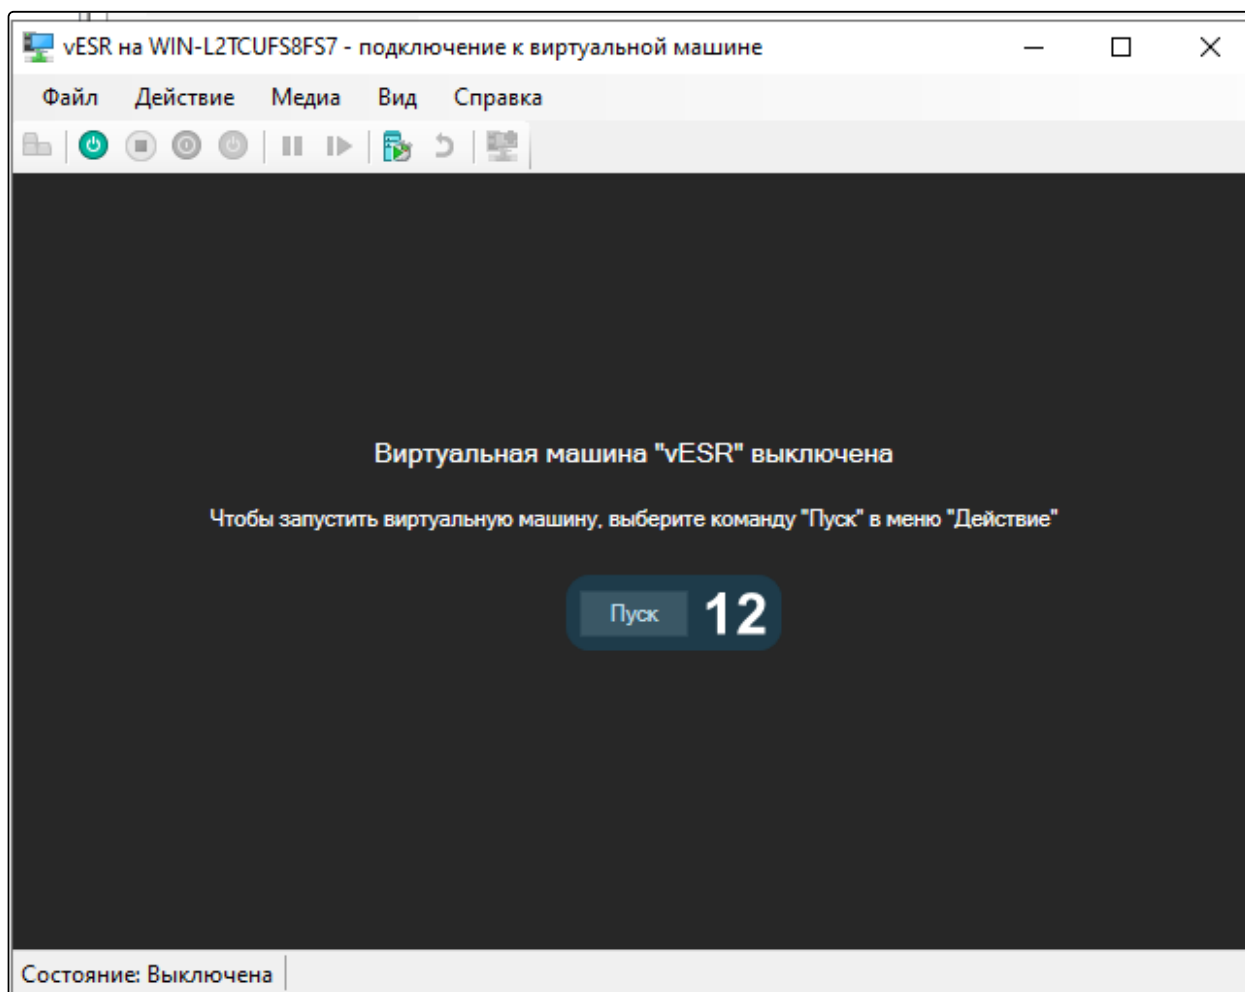 vESR на WIN-L2TCUFS8FS7 - подключение к виртуальной машине
Файл Действие Медиа Вид Справка
Виртуальная машина "vESR" выключена
Чтобы запустить виртуальную машину, выберите команду "Пуск" в меню "Действие"
Пуск 12
Состояние: Выключена